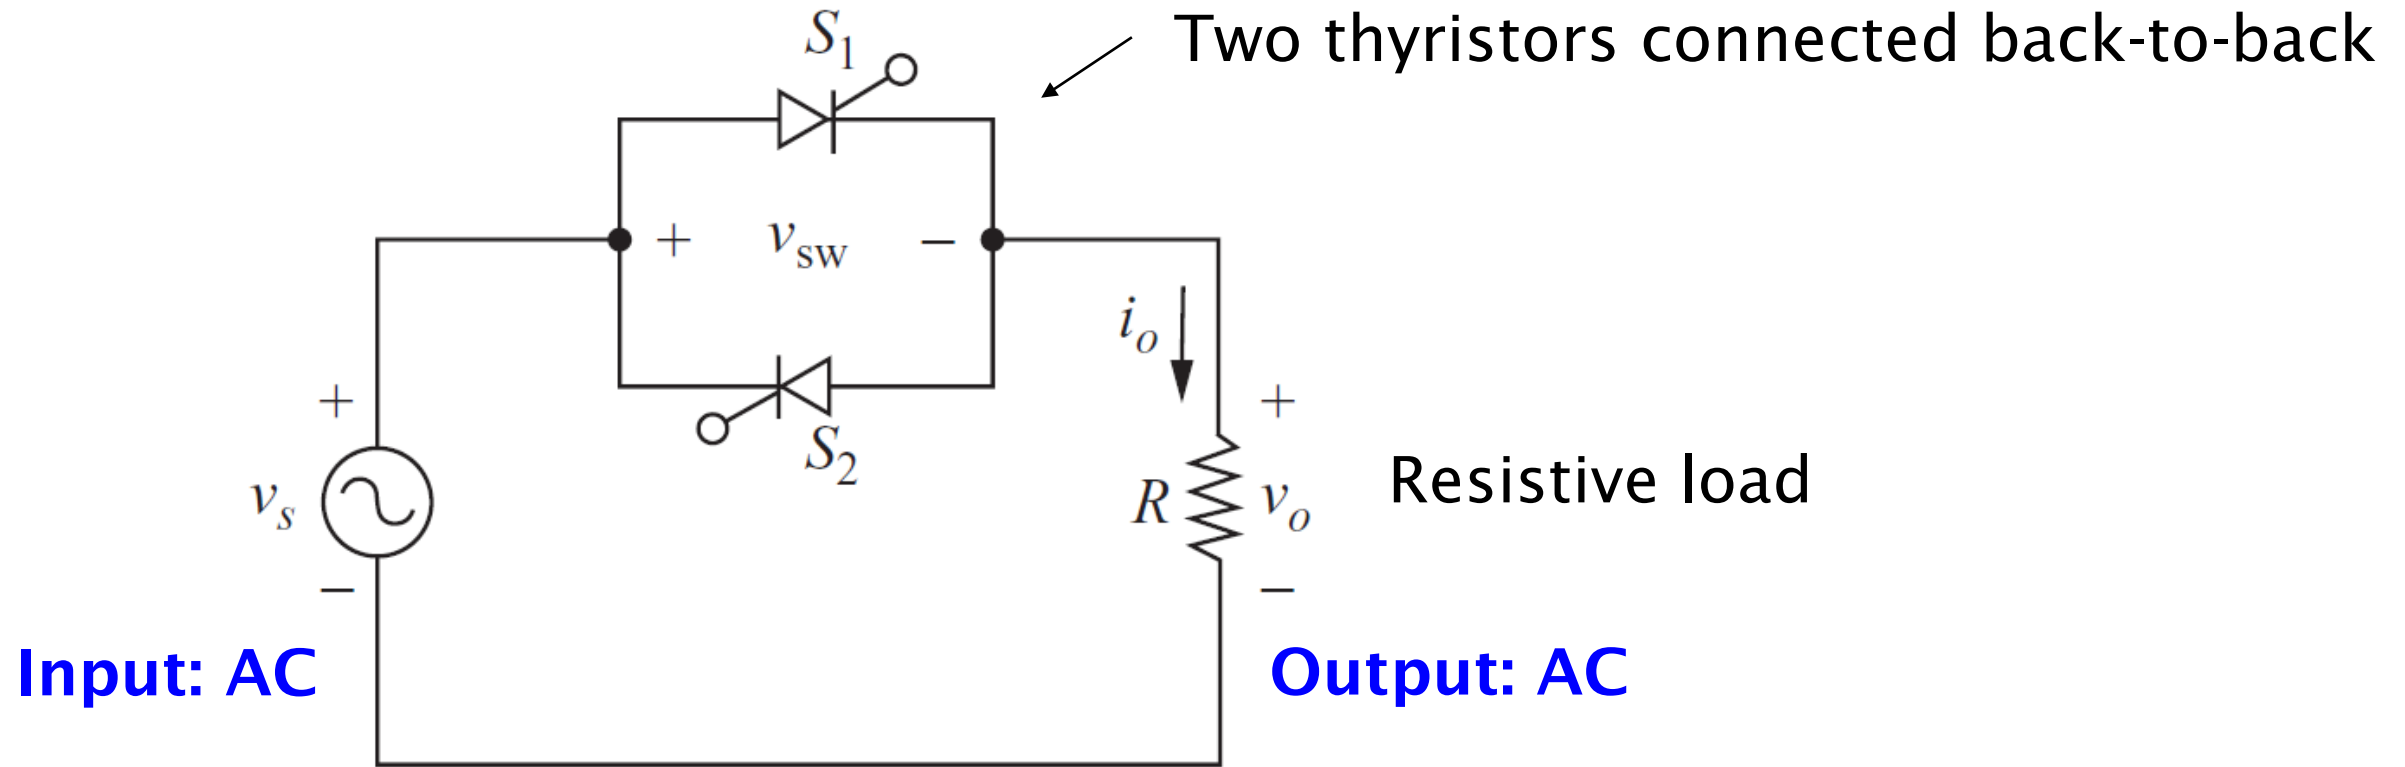 Two thyristors connected back-to-back
S1
+ vsw −
io
S2
+
+
vs
R
vo
Resistive load
−
−
Input: AC
Output: AC